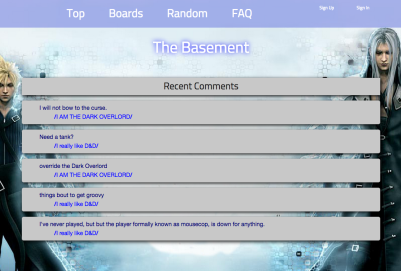 Top Boards Random FAQ Sign Up Sign In
The Basement
Recent Comments
I will not bow to the curse.
/I AM THE DARK OVERLORD/
Need a tank?
/I really like D&D/
override the Dark Overlord
/I AM THE DARK OVERLORD/
things bout to get groovy
/I really like D&D/
I've never played, but but the player formally known as mousecop, is down for anything.
/I really like D&D/